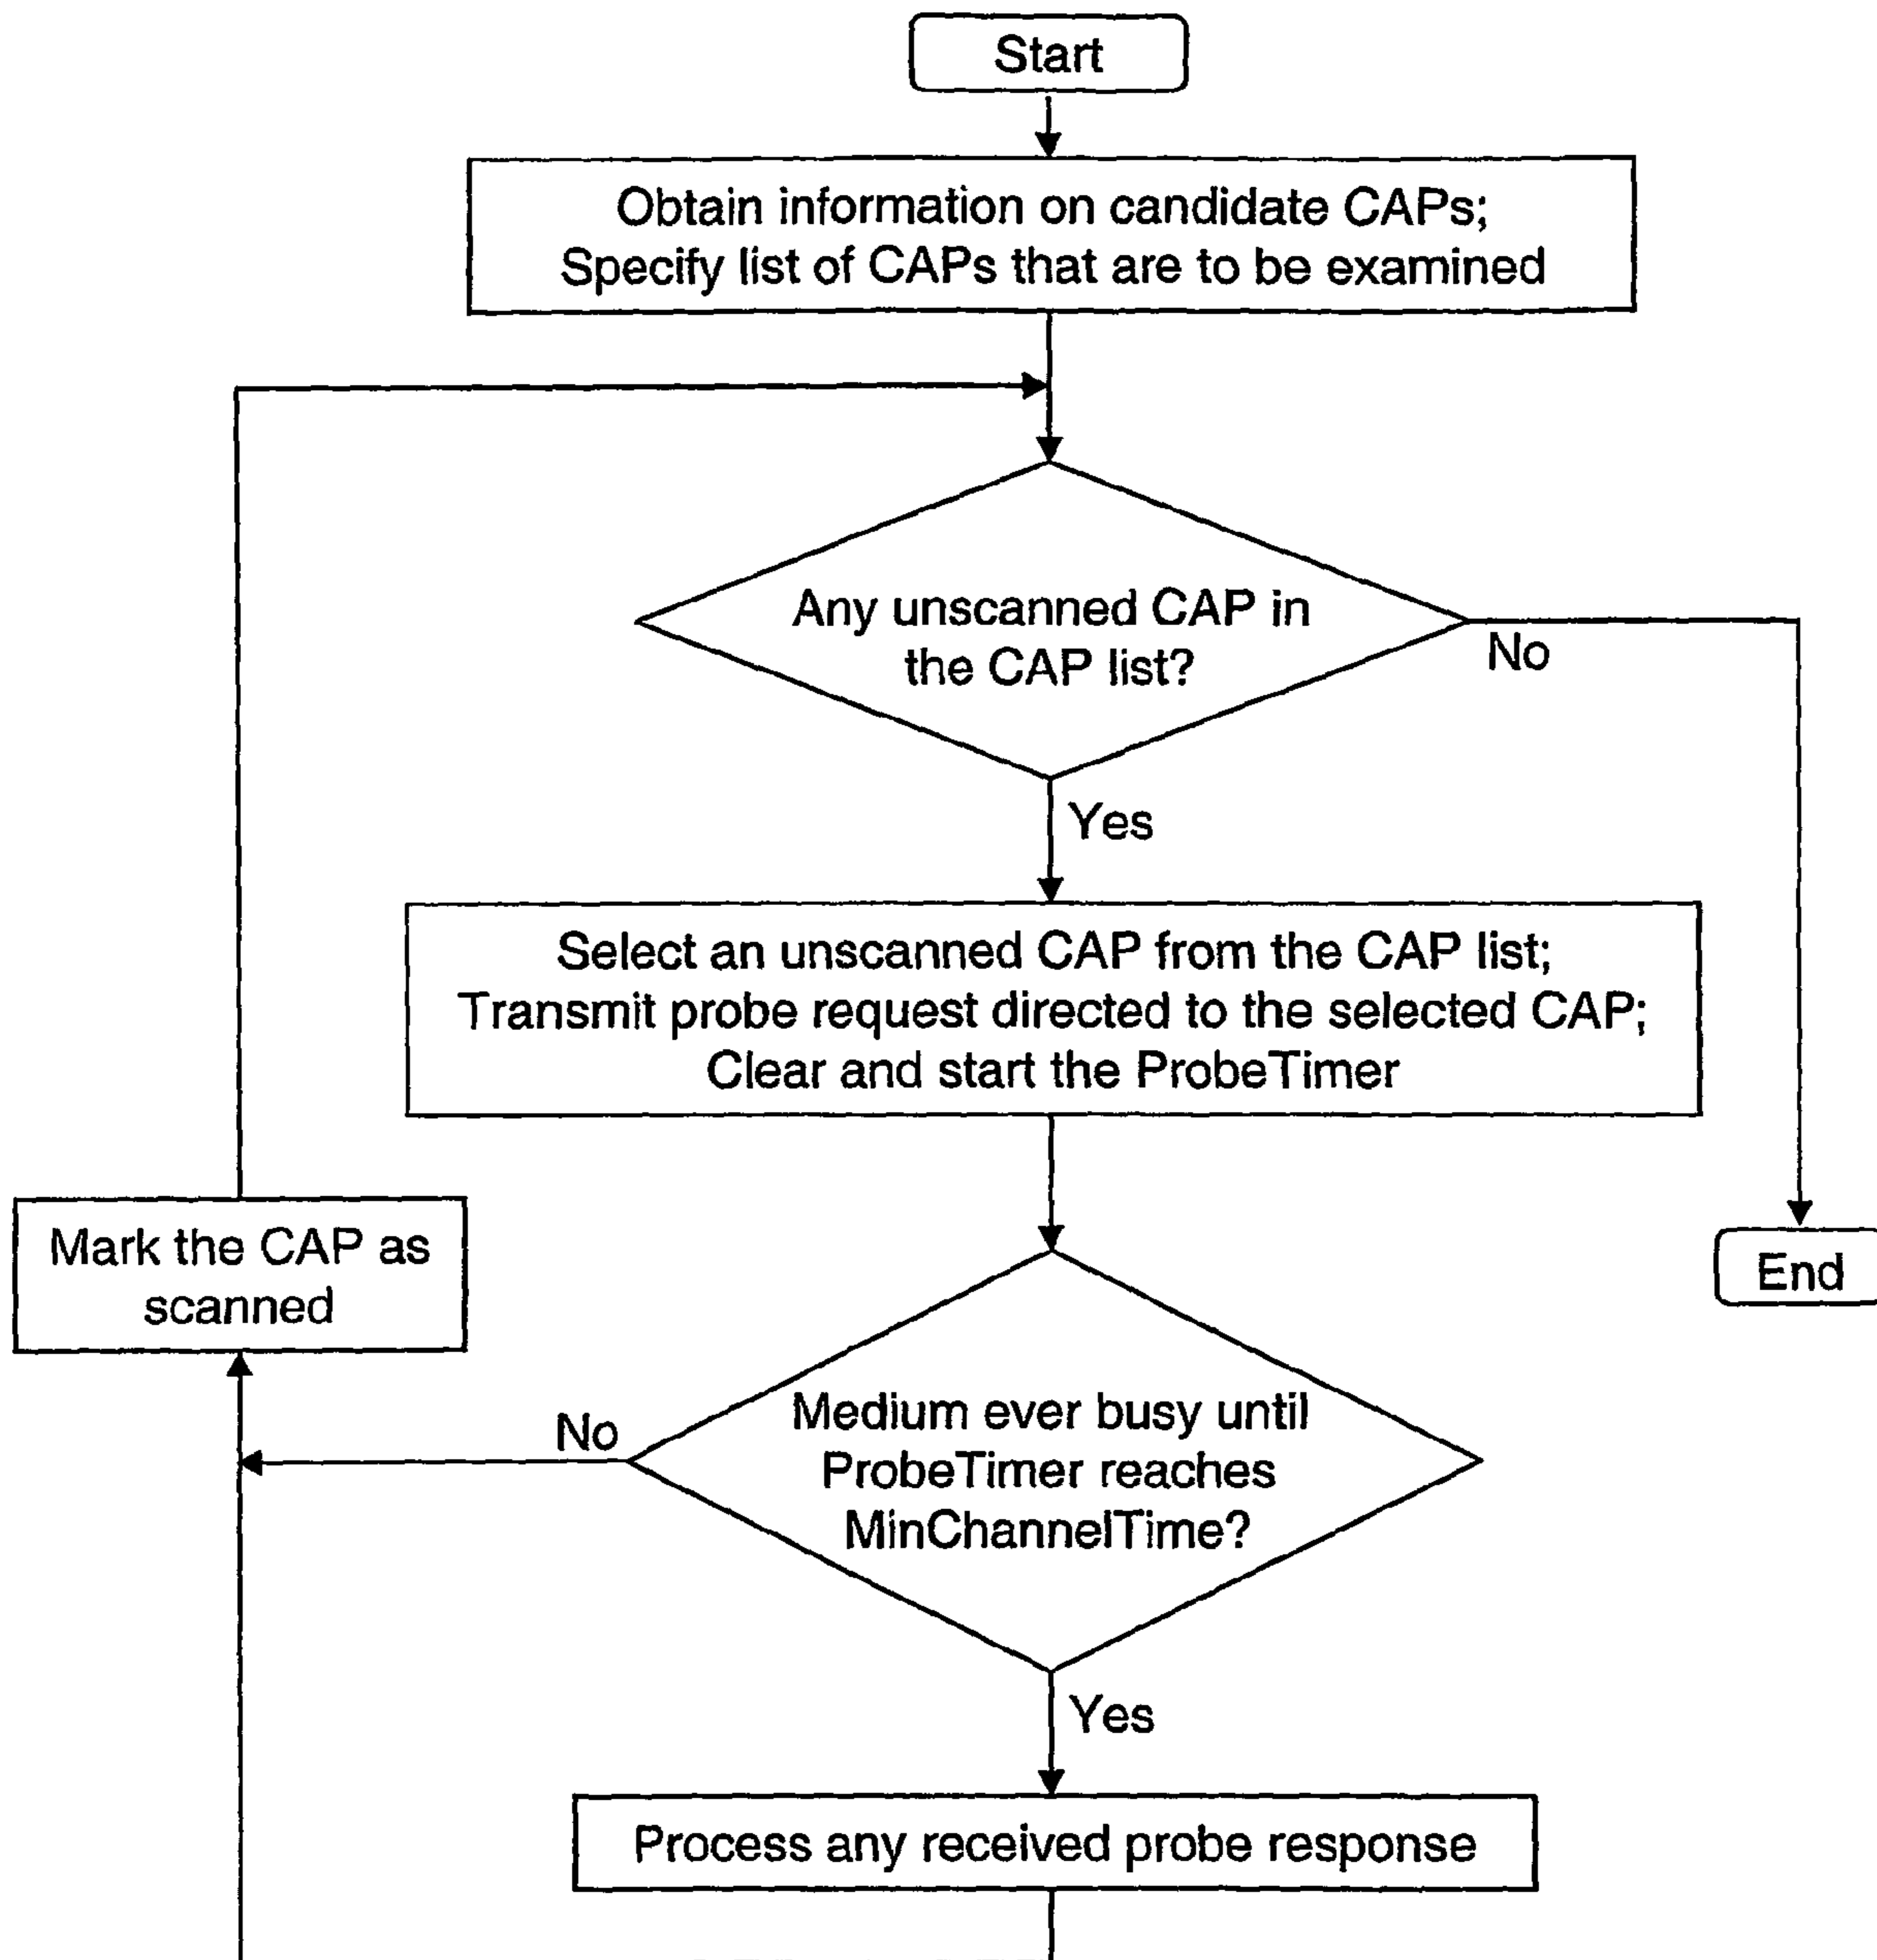 Start
Obtain information on candidate CAPs;
Specify list of CAPs that are to be examined
Any unscanned CAP in
the CAP list?
No
Yes
Select an unscanned CAP from the CAP list;
Transmit probe request directed to the selected CAP;
Clear and start the ProbeTimer
Mark the CAP as
scanned
End
No
Medium ever busy until
ProbeTimer reaches
MinChannelTime?
Yes
Process any received probe response